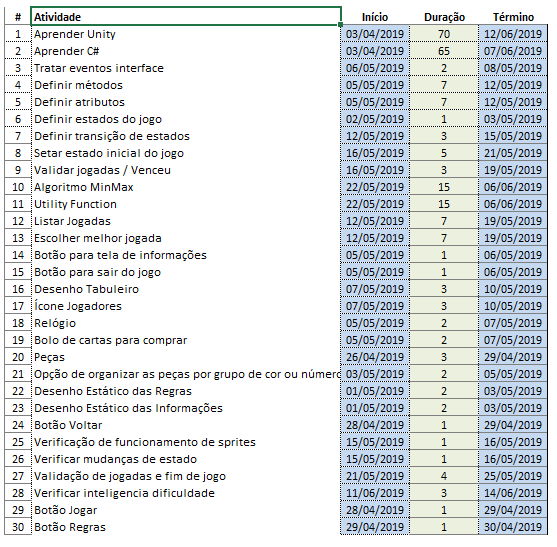 # Atividade Início Duração Término
1 Aprender Unity 03/04/2019 70 12/06/2019
2 Aprender C# 03/04/2019 65 07/06/2019
3 Tratar eventos interface 06/05/2019 2 08/05/2019
4 Definir métodos 05/05/2019 7 12/05/2019
5 Definir atributos 05/05/2019 7 12/05/2019
6 Definir estados do jogo 02/05/2019 1 03/05/2019
7 Definir transição de estados 12/05/2019 3 15/05/2019
8 Setar estado inicial do jogo 16/05/2019 5 21/05/2019
9 Validar jogadas / Venceu 16/05/2019 3 19/05/2019
10 Algoritmo MinMax 22/05/2019 15 06/06/2019
11 Utility Function 22/05/2019 15 06/06/2019
12 Listar Jogadas 12/05/2019 7 19/05/2019
13 Escolher melhor jogada 12/05/2019 7 19/05/2019
14 Botão para tela de informações 05/05/2019 1 06/05/2019
15 Botão para sair do jogo 05/05/2019 1 06/05/2019
16 Desenho Tabuleiro 07/05/2019 3 10/05/2019
17 Ícone Jogadores 07/05/2019 3 10/05/2019
18 Relógio 05/05/2019 2 07/05/2019
19 Bolo de cartas para comprar 05/05/2019 2 07/05/2019
20 Peças 26/04/2019 3 29/04/2019
21 Opção de organizar as peças por grupo de cor ou número 03/05/2019 2 05/05/2019
22 Desenho Estático das Regras 01/05/2019 2 03/05/2019
23 Desenho Estático das Informações 01/05/2019 2 03/05/2019
24 Botão Voltar 28/04/2019 1 29/04/2019
25 Verificação de funcionamento de sprites 15/05/2019 1 16/05/2019
26 Verificar mudanças de estado 15/05/2019 1 16/05/2019
27 Validação de jogadas e fim de jogo 21/05/2019 4 25/05/2019
28 Verificar inteligencia dificuldade 11/06/2019 3 14/06/2019
29 Botão Jogar 28/04/2019 1 29/04/2019
30 Botão Regras 29/04/2019 1 30/04/2019